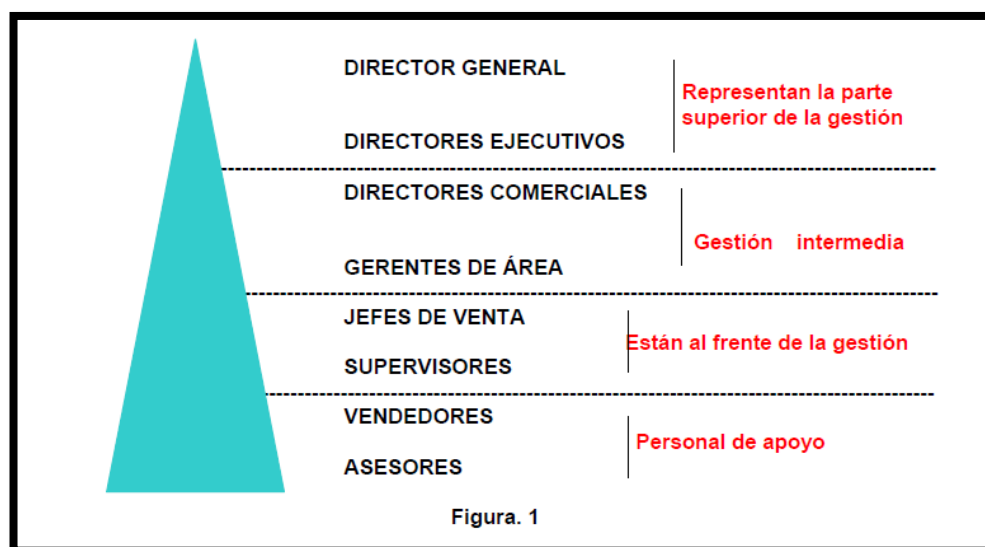 DIRECTOR GENERAL
Representan la parte
superior de la gestión
DIRECTORES EJECUTIVOS
DIRECTORES COMERCIALES
Gestión intermedia
GERENTES DE ÁREA
JEFES DE VENTA
Están al frente de la gestión
SUPERVISORES
VENDEDORES
Personal de apoyo
ASESORES
Figura. 1